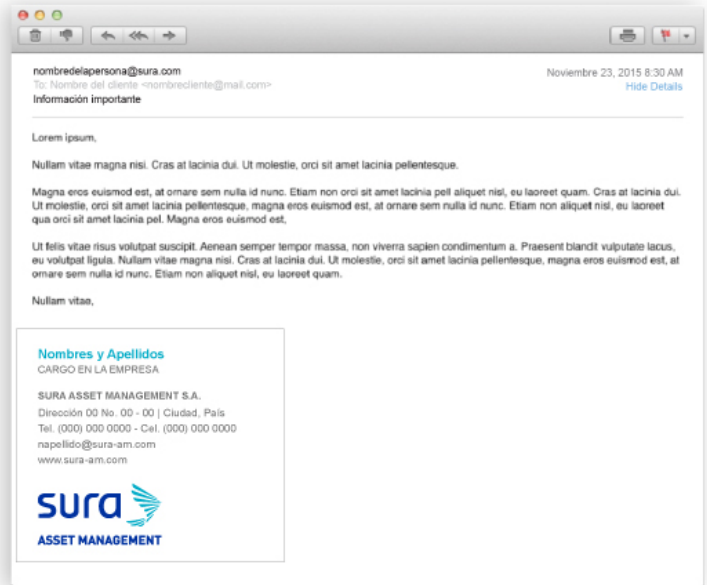 nombredelapersona@sura.com
Noviembre 23, 2015 8:30 AM
To: Nombre del cliente <nombrecliente@mail.com>
Hide Details
Información importante
Lorem ipsum,
Nullam vitae magna nisi. Cras at lacinia dui. Ut molestie, orci sit amet lacinia pellentesque.
Magna eros euismod est, at ornare sem nulla id nunc. Etiam non orci sit amet lacinia pell aliquet nisl, eu laoreet quam. Cras at lacinia dui.
Ut molestie, orci sit amet lacinia pellentesque, magna eros euismod est, at ornare sem nulla id nunc. Etiam non aliquet nisl, eu laoreet
qua orci sit amet lacinia pel. Magna eros euismod est,
Ut felis vitae risus volutpat suscipit. Aenean semper tempor massa, non viverra sapien condimentum a. Praesent blandit vulputate lacus,
eu volutpat ligula. Nullam vitae magna nisi. Cras at lacinia dui. Ut molestie, orci sit amet lacinia pellentesque, magna eros euismod est, at
ornare sem nulla id nunc. Etiam non aliquet nisl, eu laoreet quam.
Nullam vitae,
Nombres y Apellidos
CARGO EN LA EMPRESA
SURA ASSET MANAGEMENT S.A.
Dirección 00 No. 00 - 00 | Ciudad, País
Tel. (000) 000 0000 - Cel. (000) 000 0000
napellido@sura-am.com
www.sura-am.com
sura
ASSET MANAGEMENT